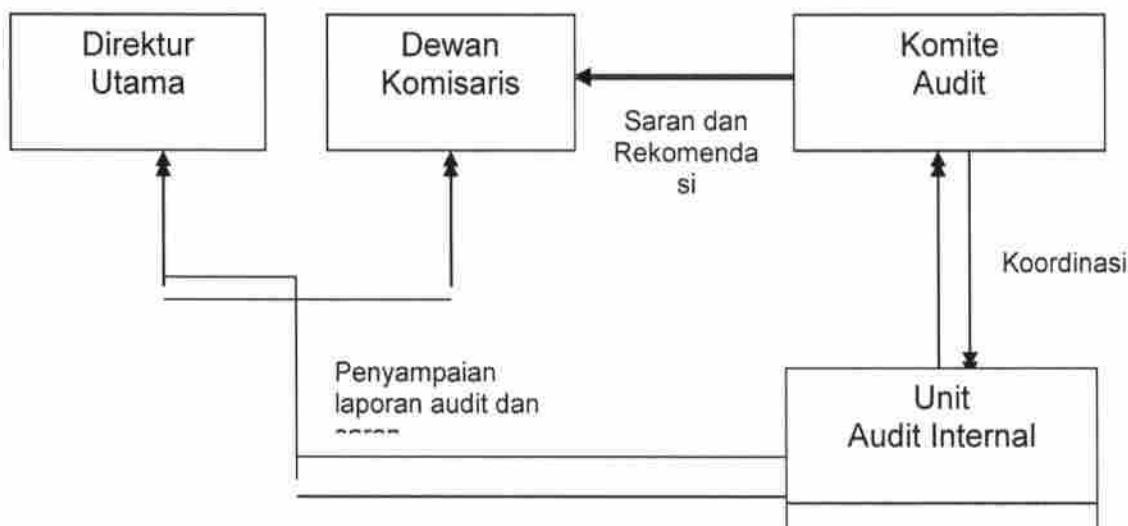 Direktur
Utama
Dewan
Komisaris
Komite
Audit
Saran dan
Rekomenda
si
Koordinasi
Penyampaian
laporan audit dan
Unit
Audit Internal